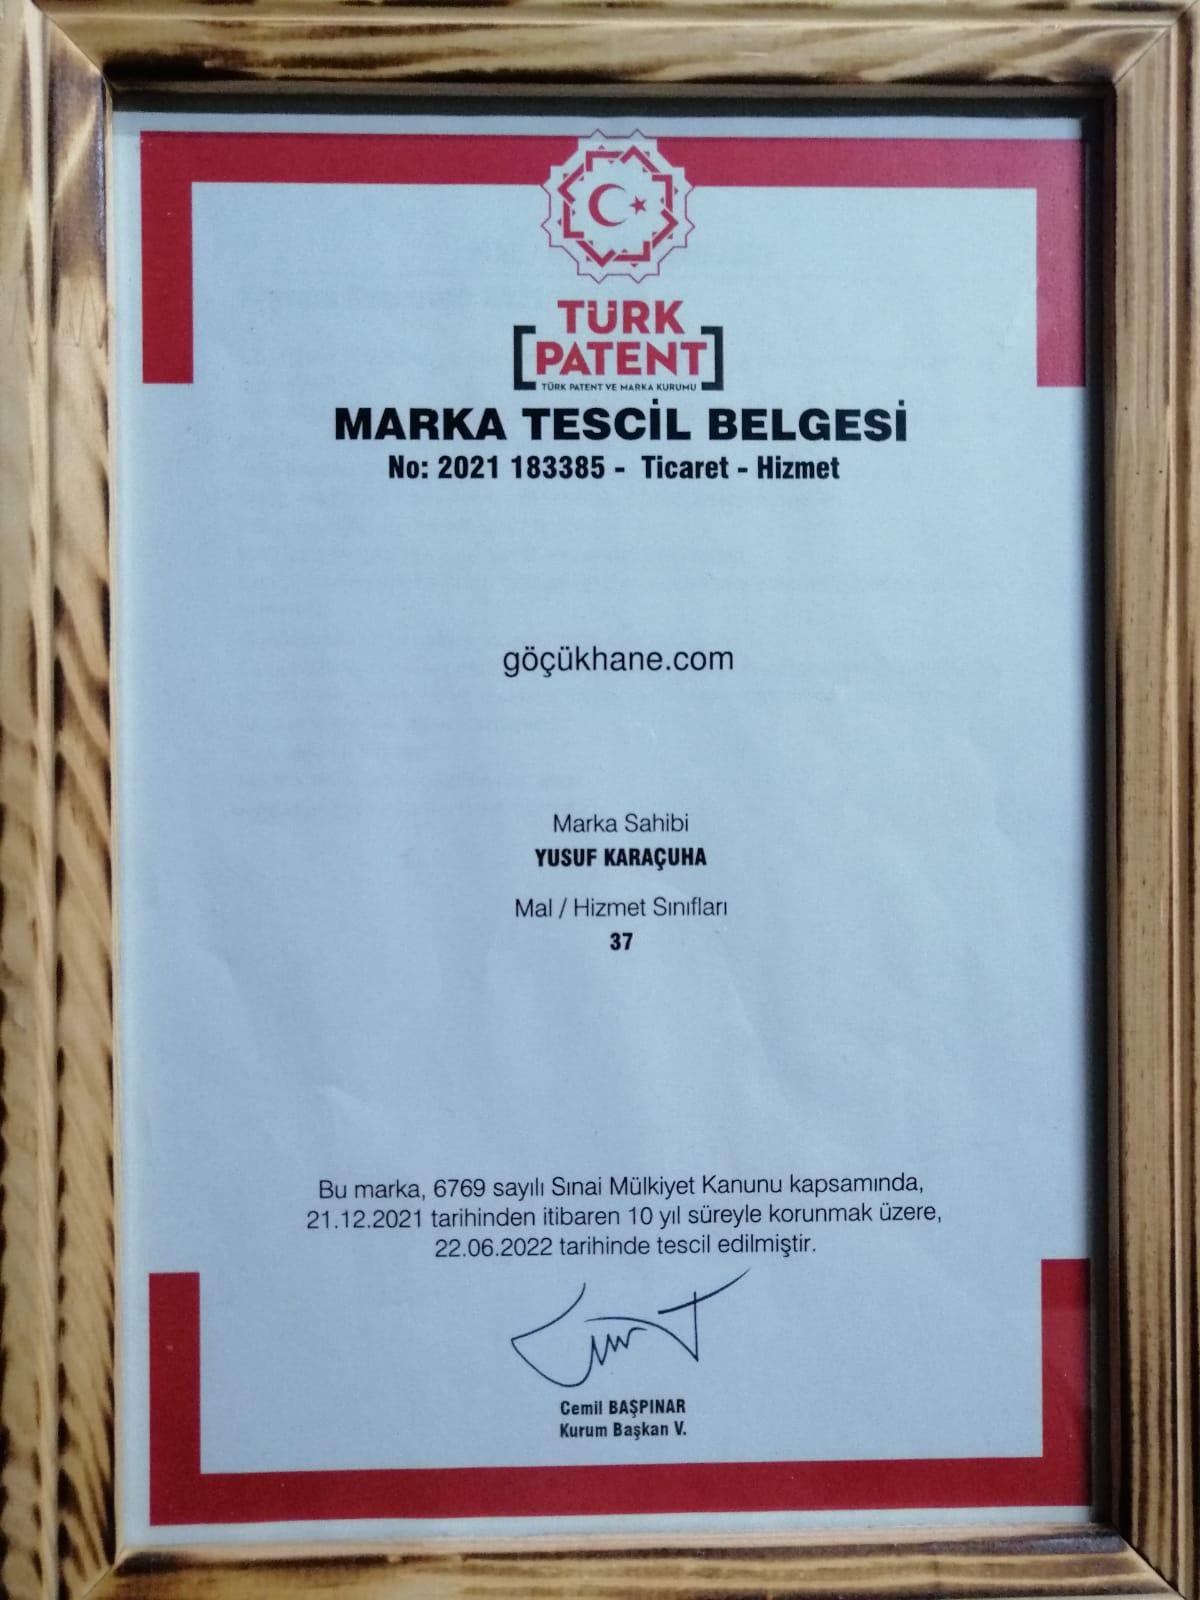 TÜRK
PATENT
TÜRK PATENT VE MARKA KURUMU
MARKA TESCİL BELGESİ
No: 2021 183385 - Ticaret - Hizmet
göçükhane.com
Marka Sahibi
YUSUF KARAÇUHA
Mal / Hizmet Sınıfları
37
Bu marka, 6769 sayılı Sınai Mülkiyet Kanunu kapsamında,
21.12.2021 tarihinden itibaren 10 yıl süreyle korunmak üzere,
22.06.2022 tarihinde tescil edilmiştir.
Cemil BAŞPINAR
Kurum Başkan V.